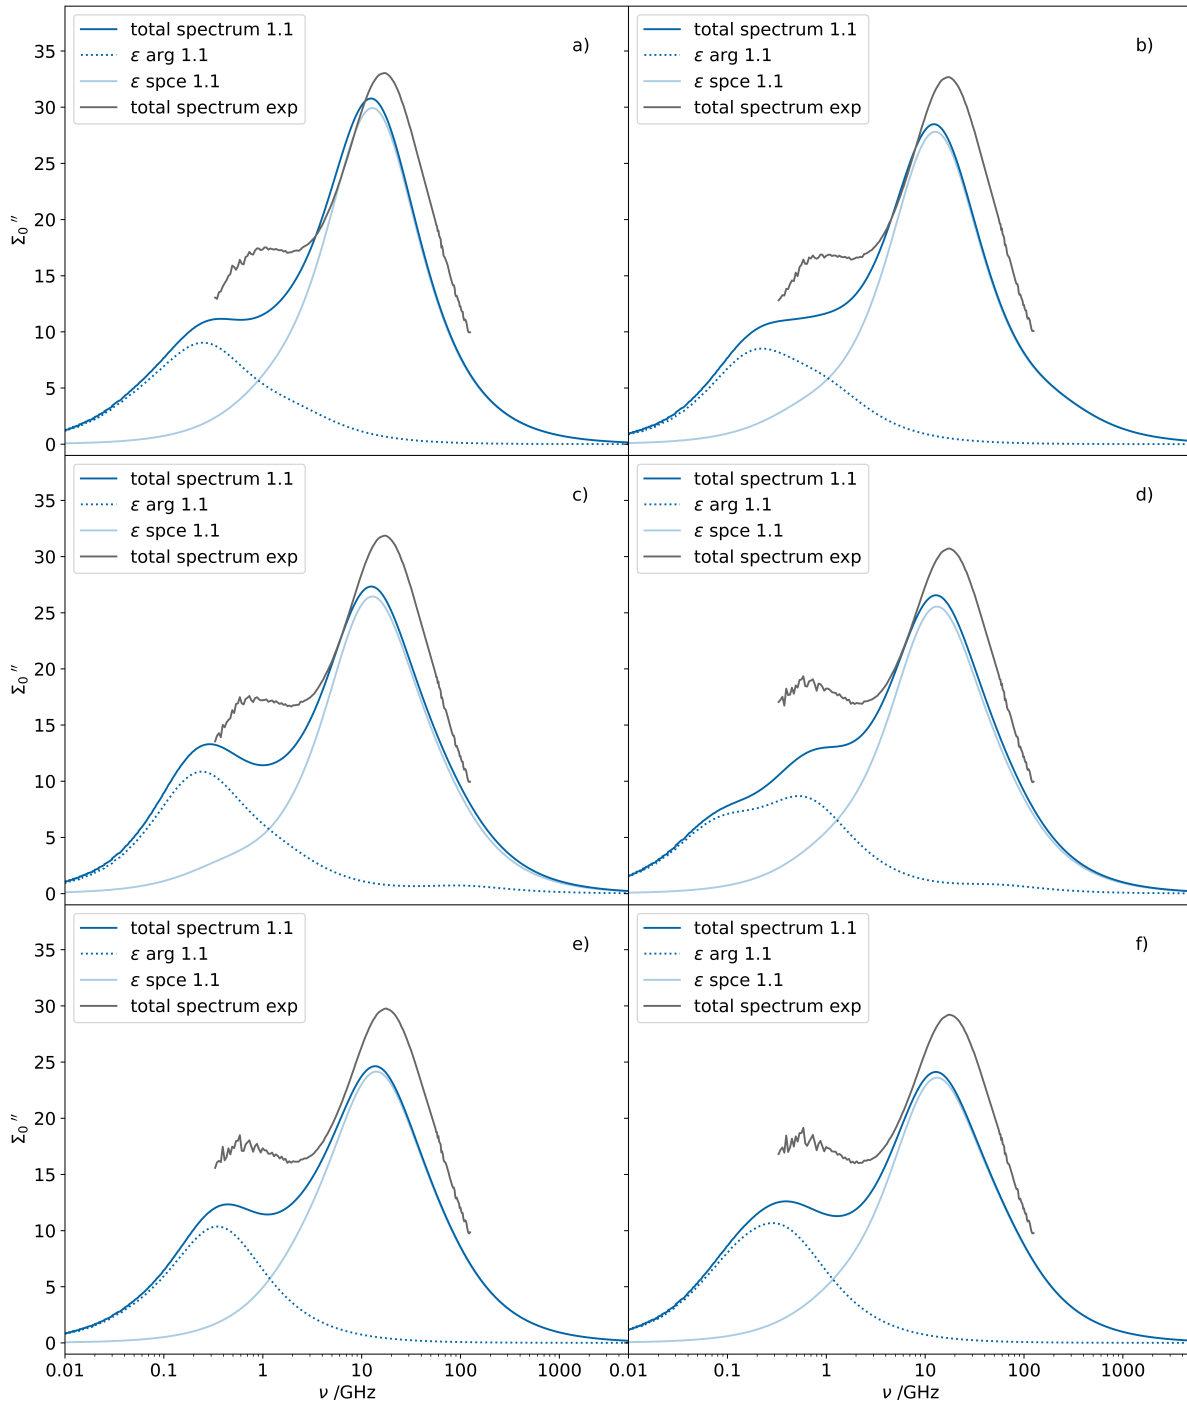 total spectrum 1.1
ε arg 1.1
ε spce 1.1
total spectrum exp
a)
35
30
25
20
15
10
5
0
Σ₀″
total spectrum 1.1
ε arg 1.1
ε spce 1.1
total spectrum exp
b)
total spectrum 1.1
ε arg 1.1
ε spce 1.1
total spectrum exp
c)
35
30
25
20
15
10
5
0
Σ₀″
total spectrum 1.1
ε arg 1.1
ε spce 1.1
total spectrum exp
d)
total spectrum 1.1
ε arg 1.1
ε spce 1.1
total spectrum exp
e)
35
30
25
20
15
10
5
0
Σ₀″
0.01 0.1 1 10 100 1000
ν /GHz
total spectrum 1.1
ε arg 1.1
ε spce 1.1
total spectrum exp
f)
0.01 0.1 1 10 100 1000
ν /GHz